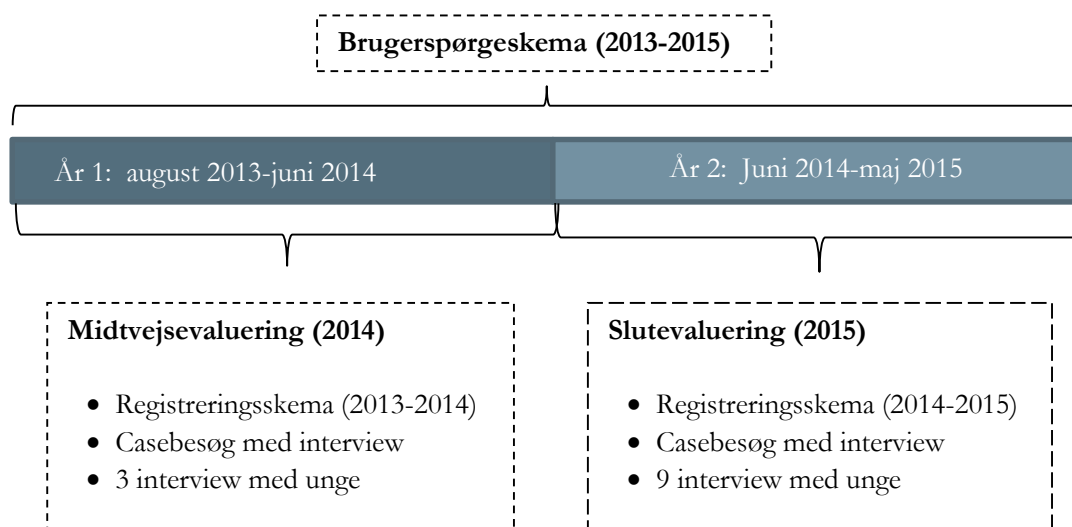 Brugerspørgeskema (2013-2015)
År 1: august 2013-juni 2014
År 2: Juni 2014-maj 2015
Midtvejsevaluering (2014)
• Registreringsskema (2013-2014)
• Casebesøg med interview
• 3 interview med unge
Slutevaluering (2015)
• Registreringsskema (2014-2015)
• Casebesøg med interview
• 9 interview med unge